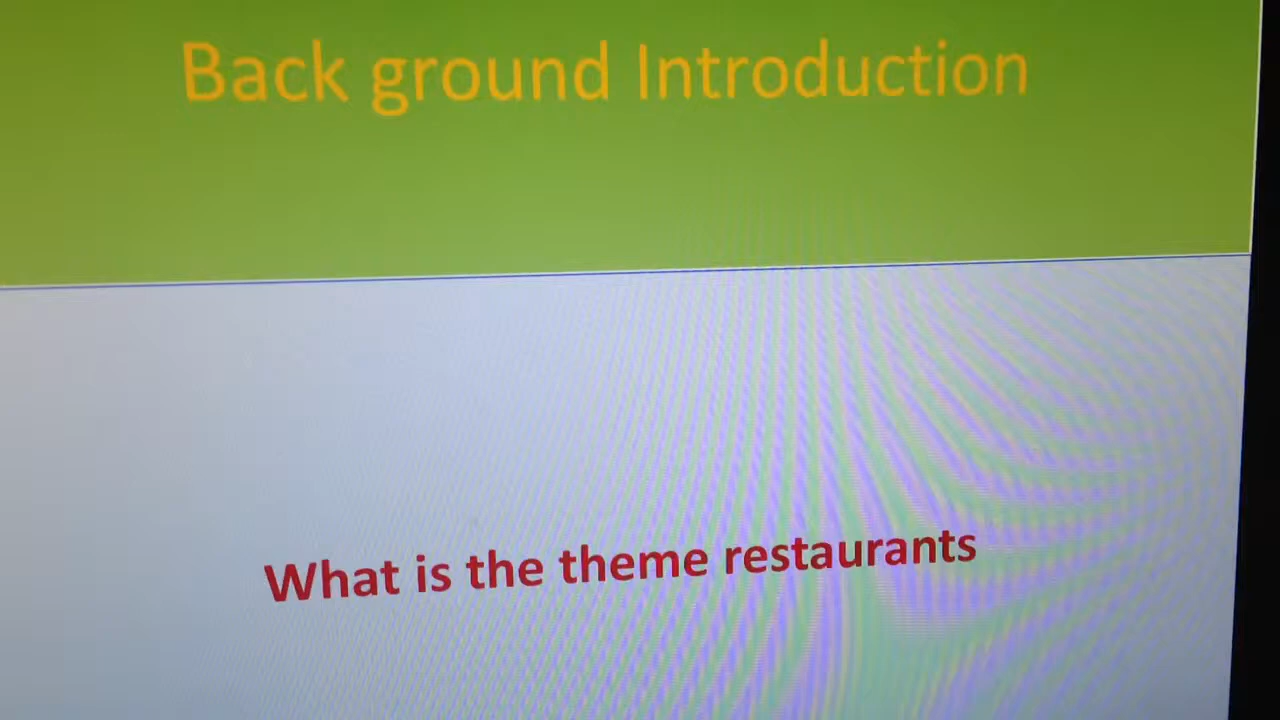 Back ground Introduction
What is the theme restaurants